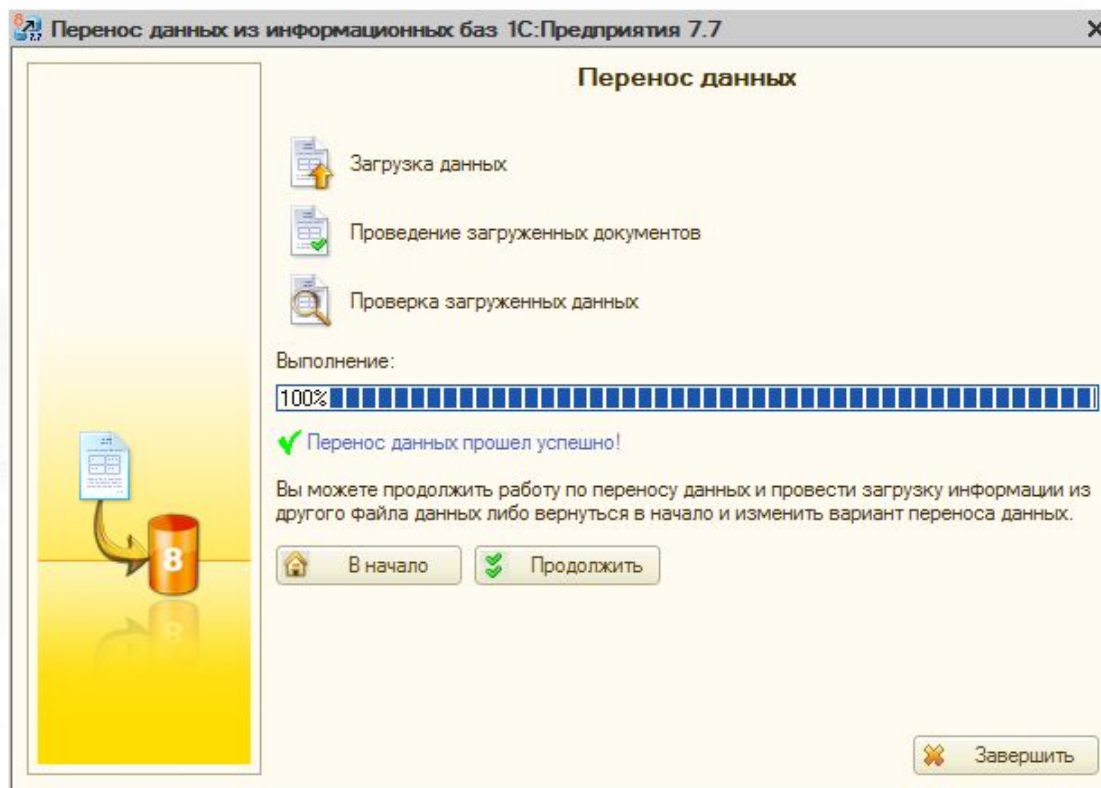 Перенос данных из информационных баз 1С:Предприятия 7.7
Перенос данных
Загрузка данных
Проведение загруженных документов
Проверка загруженных данных
Выполнение:
100%
Перенос данных прошел успешно!
Вы можете продолжить работу по переносу данных и провести загрузку информации из
другого файла данных либо вернуться в начало и изменить вариант переноса данных.
В начало
Продолжить
8
Завершить